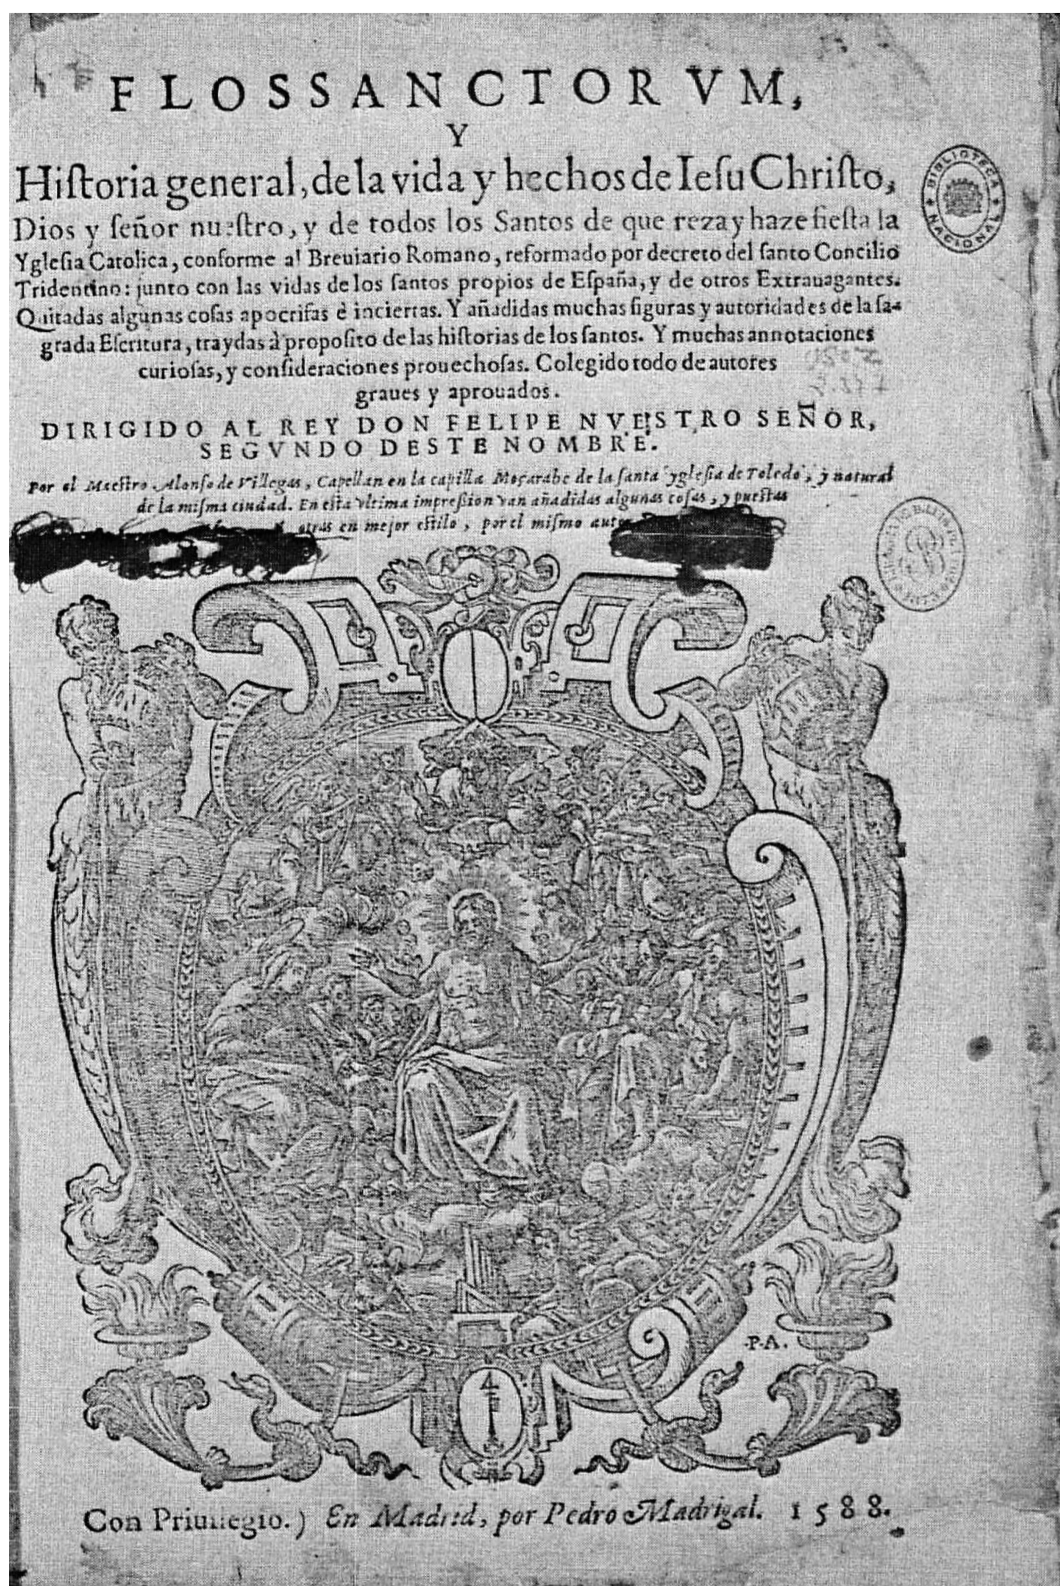 FLOS SANCTORVM,
Y
Historia general, de la vida y hechos de Iesu Christo,
Dios y señor nuestro, y de todos los Santos de que reza y haze fiesta la
Yglesia Catolica, conforme al Breuiario Romano, reformado por decreto del santo Concilio
Tridentino: junto con las vidas de los santos propios de España, y de otros Extrauagantes.
Quitadas algunas cosas apocrifas è inciertas. Y añadidas muchas figuras y autoridades de la sa-
grada Escritura, traydas à proposito de las historias de los santos. Y muchas annotaciones
curiosas, y consideraciones prouechosas. Colegido todo de autores
graues y aprouados.
DIRIGIDO AL REY DON FELIPE NVESTRO SEÑOR,
SEGVNDO DESTE NOMBRE.
Por el Maestro Alonso de Villegas, Capellan en la capilla Moçarabe de la santa yglesia de Toledo, y natural
de la misma ciudad. En esta vltima impression van añadidas algunas cosas, y puestas
otras en mejor estilo, por el mismo
BIBLIOTECA NACIONAL
P.A.
Con Priuilegio.) En Madrid, por Pedro Madrigal. 1588.